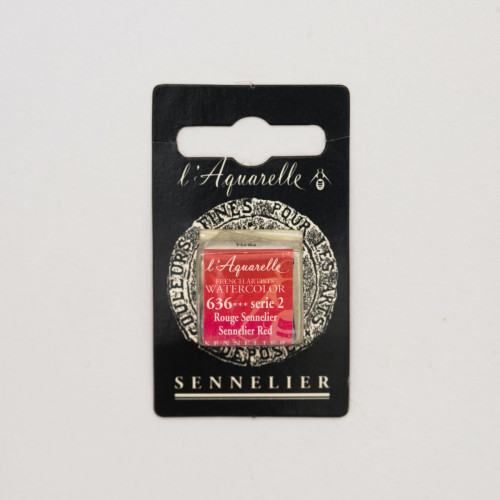 l'Aquarelle
COULEURS FINES POUR LES ARTS
DEPOSE
l'Aquarelle
FRENCH ARTISTS'
WATERCOLOR
636*** serie 2
Rouge Sennelier
Sennelier Red
SENNELIER
SENNELIER